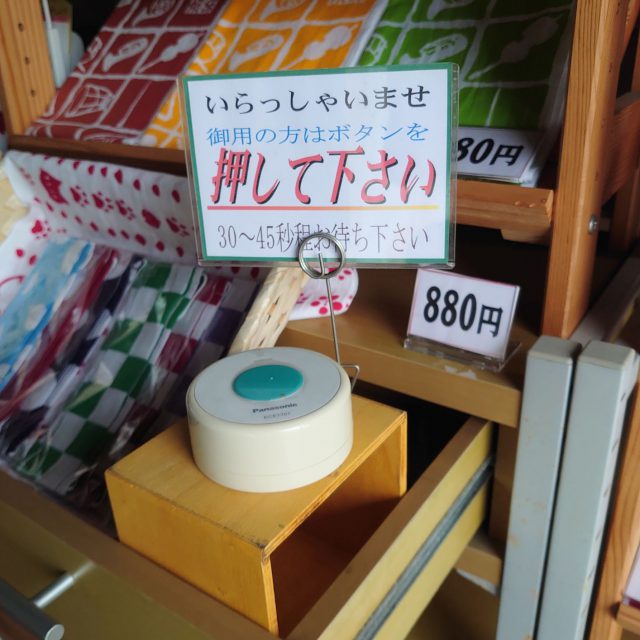 いらっしゃいませ
御用の方はボタンを
押して下さい
30〜45秒程お待ち下さい
80円
880円
Panasonic